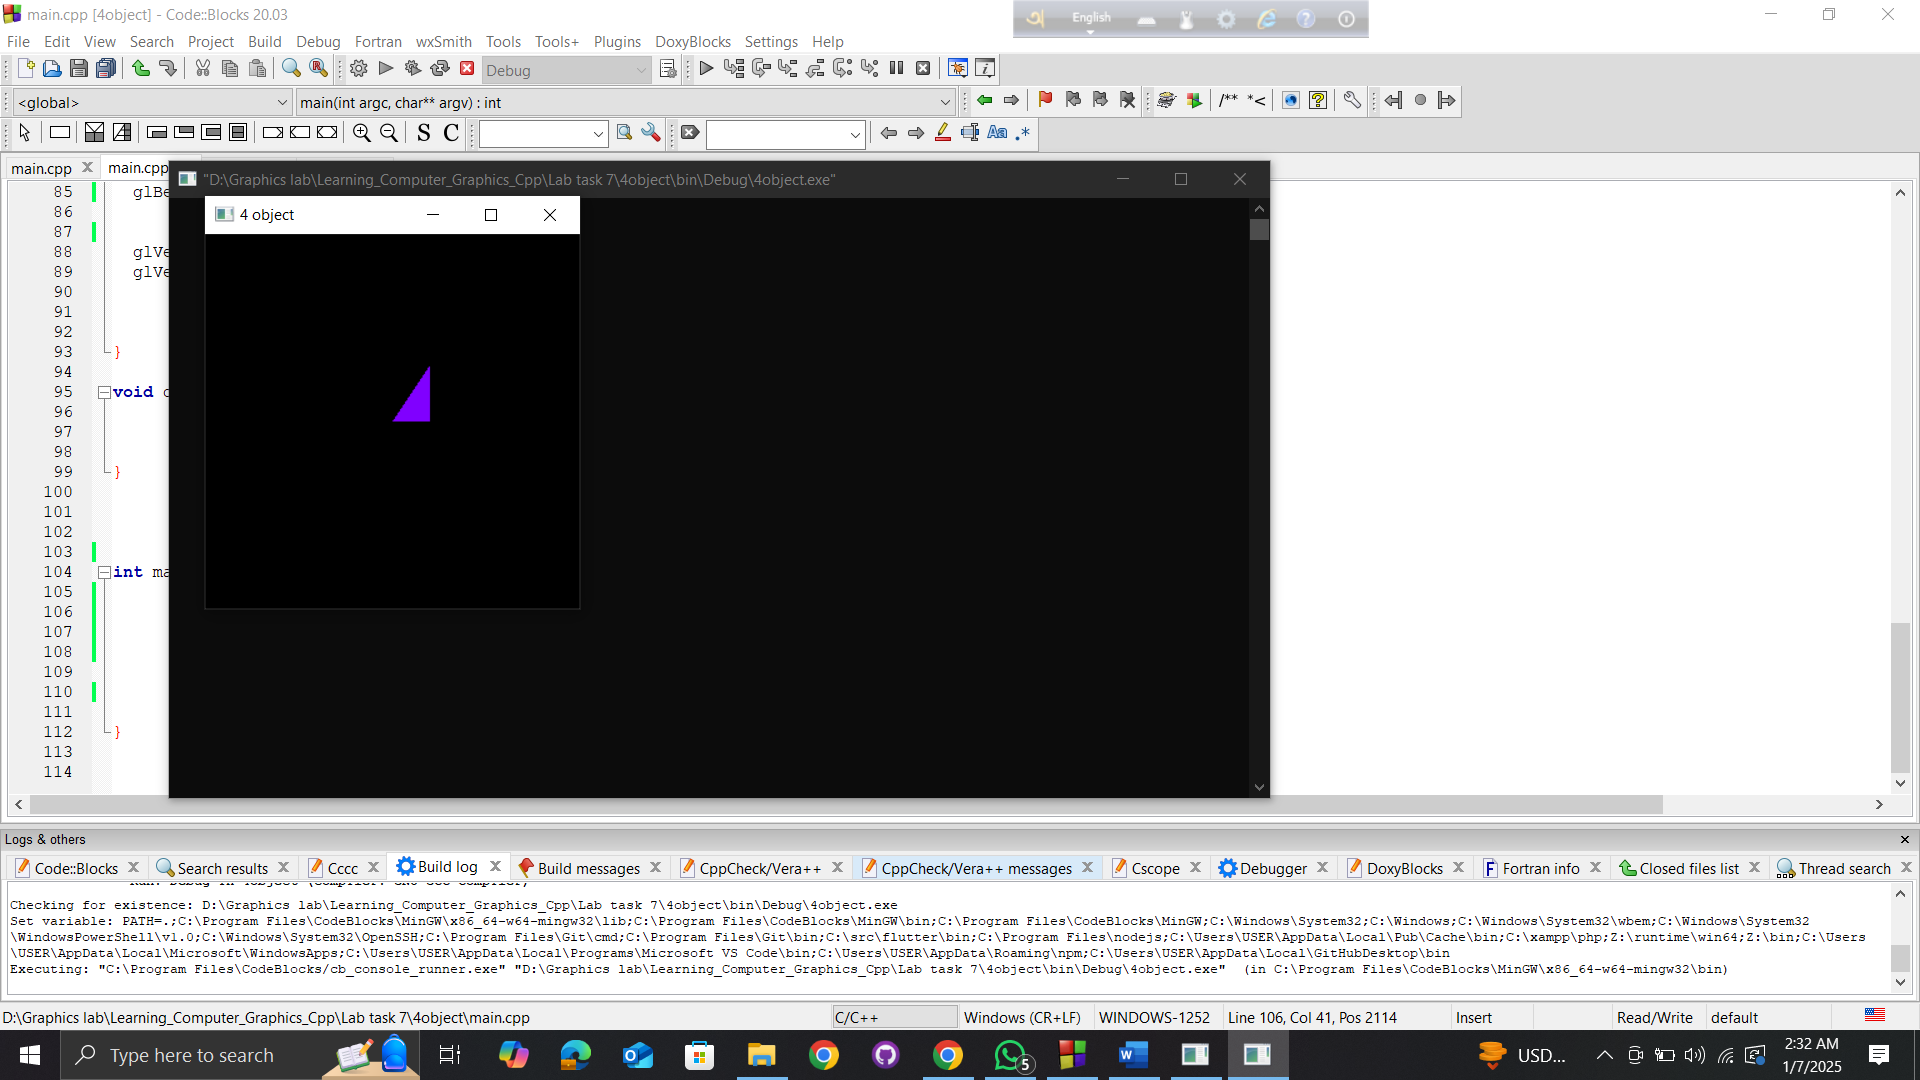 main.cpp [4object] - Code::Blocks 20.03
English
File Edit View Search Project Build Debug Fortran wxSmith Tools Tools+ Plugins DoxyBlocks Settings Help
Debug
<global> main(int argc, char** argv) : int
/** *<
S C Aa .*
main.cpp main.cpp
"D:\Graphics lab\Learning_Computer_Graphics_Cpp\Lab task 7\4object\bin\Debug\4object.exe"
4 object
85 glBe
86
87
88 glVe
89 glVe
90
91
92
93 }
94
95 void
96
97
98
99 }
100
101
102
103
104 int ma
105
106
107
108
109
110
111
112 }
113
114
Logs & others
Code::Blocks Search results Cccc Build log Build messages CppCheck/Vera++ CppCheck/Vera++ messages Cscope Debugger DoxyBlocks Fortran info Closed files list Thread search
Checking for existence: D:\Graphics lab\Learning_Computer_Graphics_Cpp\Lab task 7\4object\bin\Debug\4object.exe
Set variable: PATH=.;C:\Program Files\CodeBlocks\MinGW\x86_64-w64-mingw32\lib;C:\Program Files\CodeBlocks\MinGW\bin;C:\Program Files\CodeBlocks\MinGW;C:\Windows\System32;C:\Windows;C:\Windows\System32\wbem;C:\Windows\System32
\WindowsPowerShell\v1.0;C:\Windows\System32\OpenSSH;C:\Program Files\Git\cmd;C:\Program Files\Git\bin;C:\src\flutter\bin;C:\Program Files\nodejs;C:\Users\USER\AppData\Local\Pub\Cache\bin;C:\xampp\php;Z:\runtime\win64;Z:\bin;C:\Users
\USER\AppData\Local\Microsoft\WindowsApps;C:\Users\USER\AppData\Local\Programs\Microsoft VS Code\bin;C:\Users\USER\AppData\Roaming\npm;C:\Users\USER\AppData\Local\GitHubDesktop\bin
Executing: "C:\Program Files\CodeBlocks/cb_console_runner.exe" "D:\Graphics lab\Learning_Computer_Graphics_Cpp\Lab task 7\4object\bin\Debug\4object.exe"  (in C:\Program Files\CodeBlocks\MinGW\x86_64-w64-mingw32\bin)
D:\Graphics lab\Learning_Computer_Graphics_Cpp\Lab task 7\4object\main.cpp C/C++ Windows (CR+LF) WINDOWS-1252 Line 106, Col 41, Pos 2114 Insert Read/Write default
Type here to search 5 USD... 2:32 AM
1/7/2025